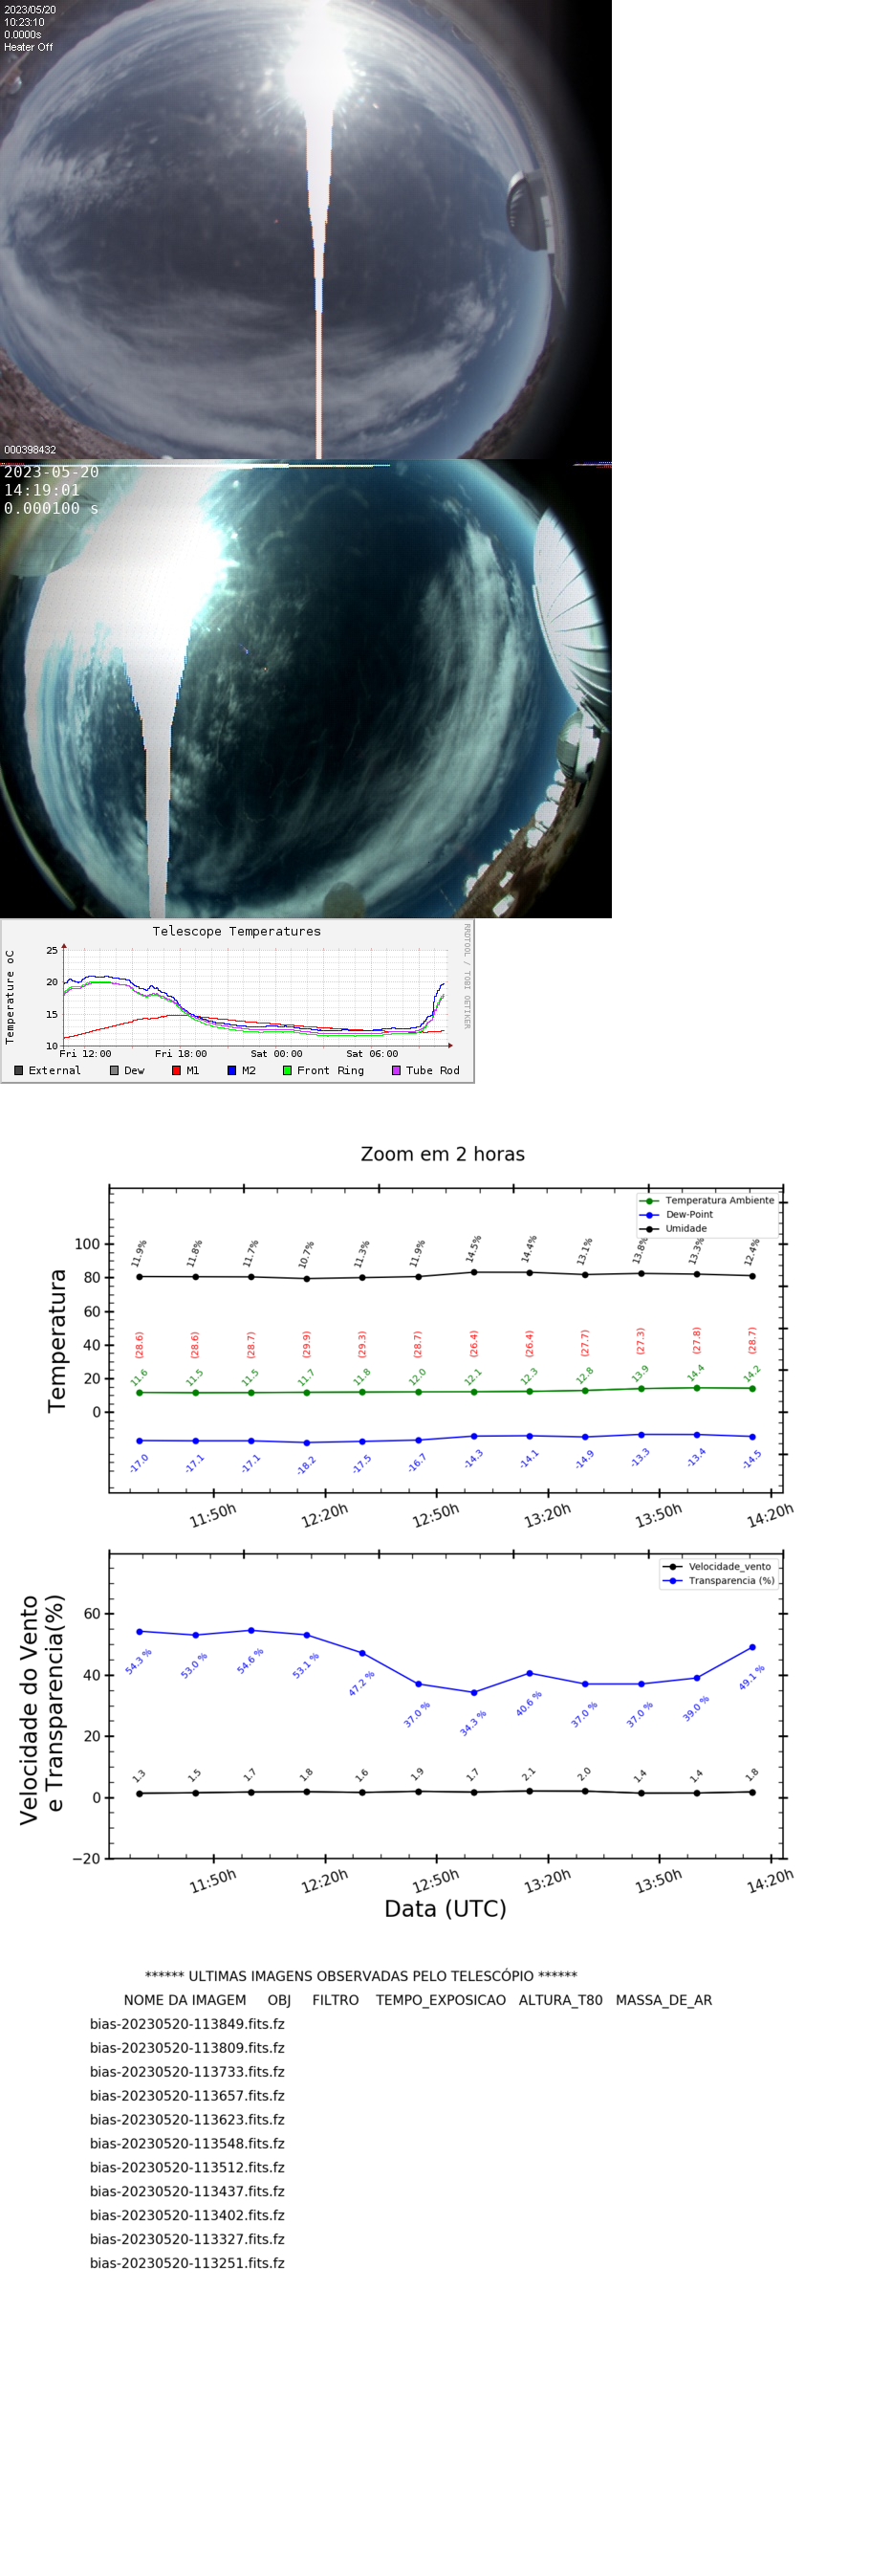 2023/05/20
10:23:10
0.0000s
Heater Off
000398432
2023-05-20
14:19:01
0.000100 s
Telescope Temperatures
RRDTOOL / TOBI OETIKER
Temperature oC
25
20
15
10
Fri 12:00 Fri 18:00 Sat 00:00 Sat 06:00
External Dew M1 M2 Front Ring Tube Rod
Zoom em 2 horas
Temperatura Ambiente
Dew-Point
Umidade
Temperatura
100
80
60
40
20
0
11.9% 11.8% 11.7% 10.7% 11.3% 11.9% 14.5% 14.4% 13.1% 13.8% 13.3% 12.4%
(28.6) (28.6) (28.7) (29.9) (29.3) (28.7) (26.4) (26.4) (27.7) (27.3) (27.8) (28.7)
11.6 11.5 11.5 11.7 11.8 12.0 12.1 12.3 12.8 13.9 14.4 14.2
-17.0 -17.1 -17.1 -18.2 -17.5 -16.7 -14.3 -14.1 -14.9 -13.3 -13.4 -14.5
11:50h 12:20h 12:50h 13:20h 13:50h 14:20h
Velocidade_vento
Transparencia (%)
Velocidade do Vento
e Transparencia(%)
60
40
20
0
−20
54.3 % 53.0 % 54.6 % 53.1 % 47.2 % 37.0 % 34.3 % 40.6 % 37.0 % 37.0 % 39.0 % 49.1 %
1.3 1.5 1.7 1.8 1.6 1.9 1.7 2.1 2.0 1.4 1.4 1.8
11:50h 12:20h 12:50h 13:20h 13:50h 14:20h
Data (UTC)
****** ULTIMAS IMAGENS OBSERVADAS PELO TELESCÓPIO ******
NOME DA IMAGEM OBJ FILTRO TEMPO_EXPOSICAO ALTURA_T80 MASSA_DE_AR
bias-20230520-113849.fits.fz
bias-20230520-113809.fits.fz
bias-20230520-113733.fits.fz
bias-20230520-113657.fits.fz
bias-20230520-113623.fits.fz
bias-20230520-113548.fits.fz
bias-20230520-113512.fits.fz
bias-20230520-113437.fits.fz
bias-20230520-113402.fits.fz
bias-20230520-113327.fits.fz
bias-20230520-113251.fits.fz